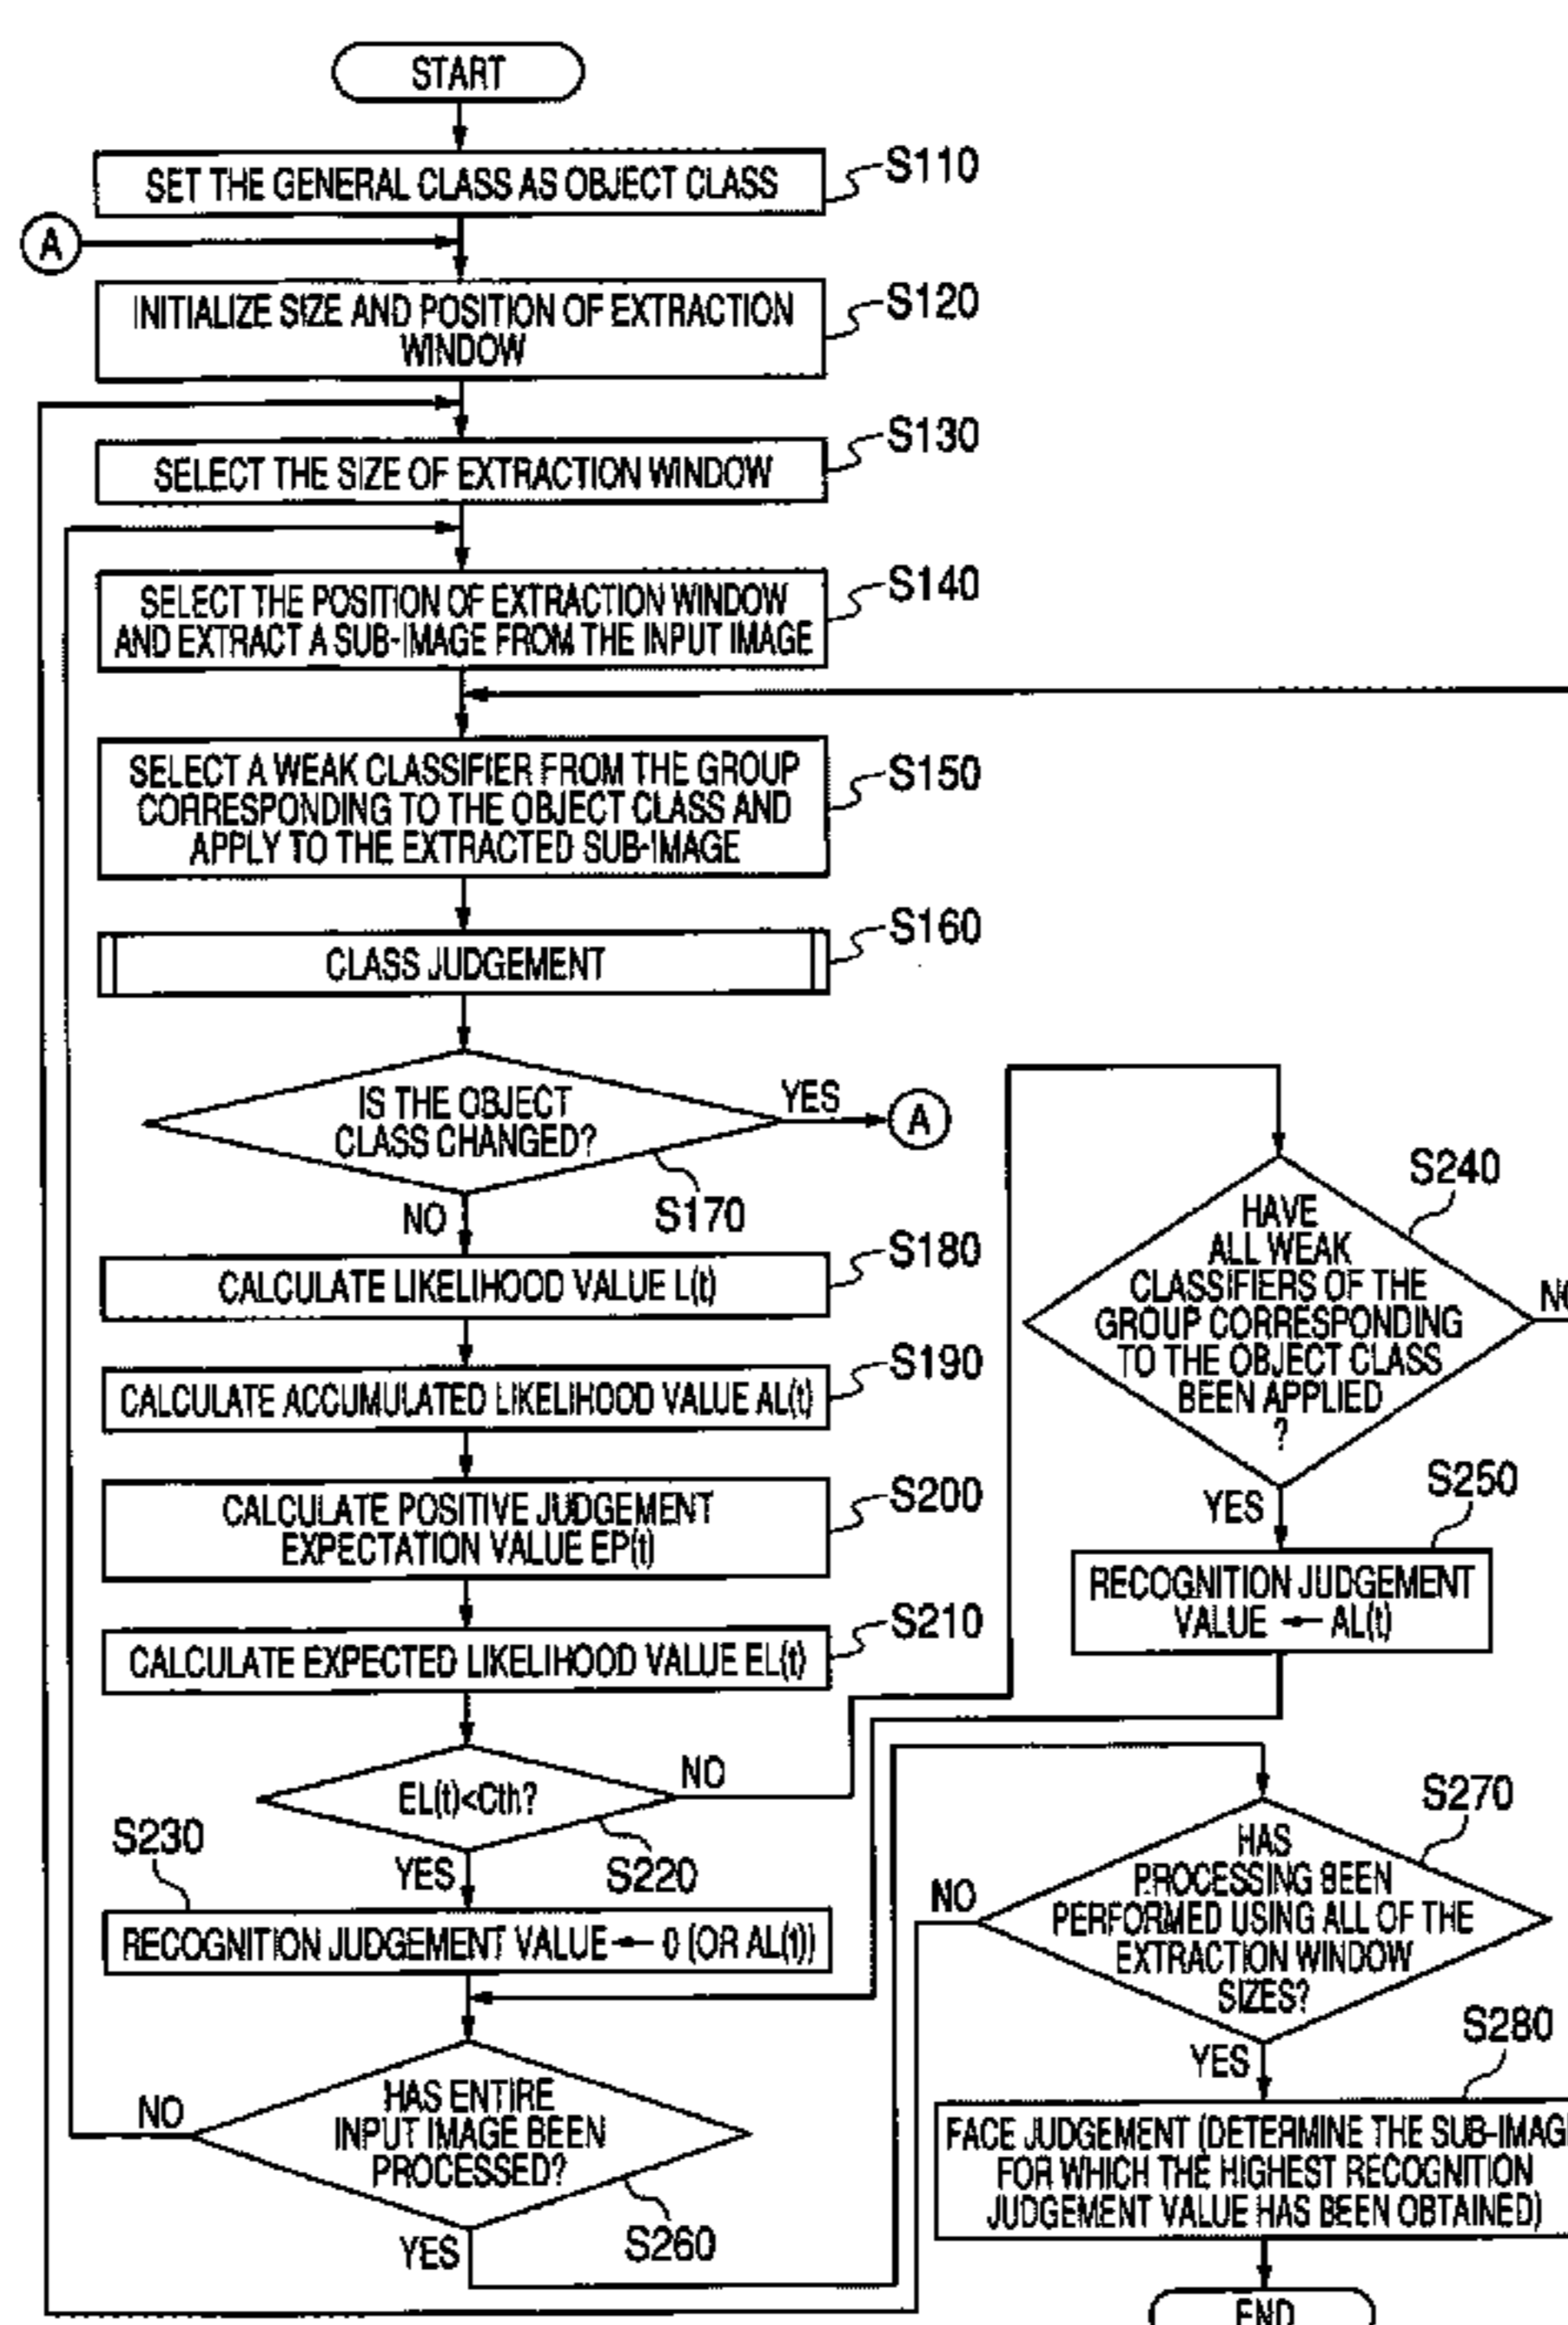 START
SET THE GENERAL CLASS AS OBJECT CLASS
S110
A
INITIALIZE SIZE AND POSITION OF EXTRACTION
WINDOW
S120
SELECT THE SIZE OF EXTRACTION WINDOW
S130
SELECT THE POSITION OF EXTRACTION WINDOW
AND EXTRACT A SUB-IMAGE FROM THE INPUT IMAGE
S140
SELECT A WEAK CLASSIFIER FROM THE GROUP
CORRESPONDING TO THE OBJECT CLASS AND
APPLY TO THE EXTRACTED SUB-IMAGE
S150
CLASS JUDGEMENT
S160
IS THE OBJECT
CLASS CHANGED?
YES
A
NO
S170
CALCULATE LIKELIHOOD VALUE L(t)
S180
CALCULATE ACCUMULATED LIKELIHOOD VALUE AL(t)
S190
CALCULATE POSITIVE JUDGEMENT
EXPECTATION VALUE EP(t)
S200
CALCULATE EXPECTED LIKELIHOOD VALUE EL(t)
S210
EL(t)<Cth?
NO
YES
S220
S230
RECOGNITION JUDGEMENT VALUE ← 0 (OR AL(t))
HAS ENTIRE
INPUT IMAGE BEEN
PROCESSED?
NO
YES
S260
S240
HAVE
ALL WEAK
CLASSIFIERS OF THE
GROUP CORRESPONDING
TO THE OBJECT CLASS
BEEN APPLIED
?
NO
YES
S250
RECOGNITION JUDGEMENT
VALUE ← AL(t)
S270
HAS
PROCESSING BEEN
PERFORMED USING ALL OF THE
EXTRACTION WINDOW
SIZES?
NO
YES
S280
FACE JUDGEMENT (DETERMINE THE SUB-IMAG
FOR WHICH THE HIGHEST RECOGNITION
JUDGEMENT VALUE HAS BEEN OBTAINED)
END